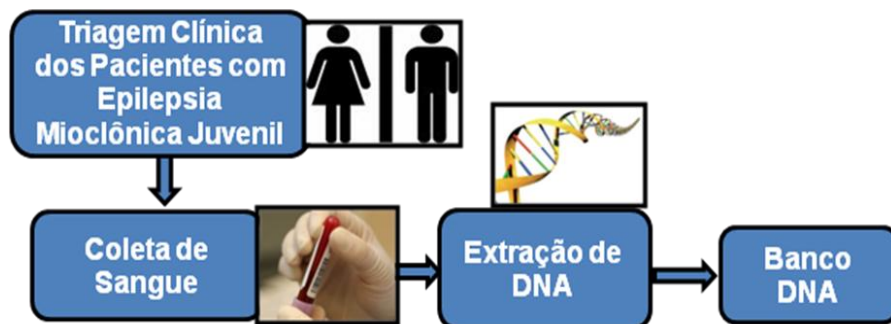 Triagem Clínica
dos Pacientes com
Epilepsia
Mioclônica Juvenil
Coleta de
Sangue
Extração de
DNA
Banco
DNA